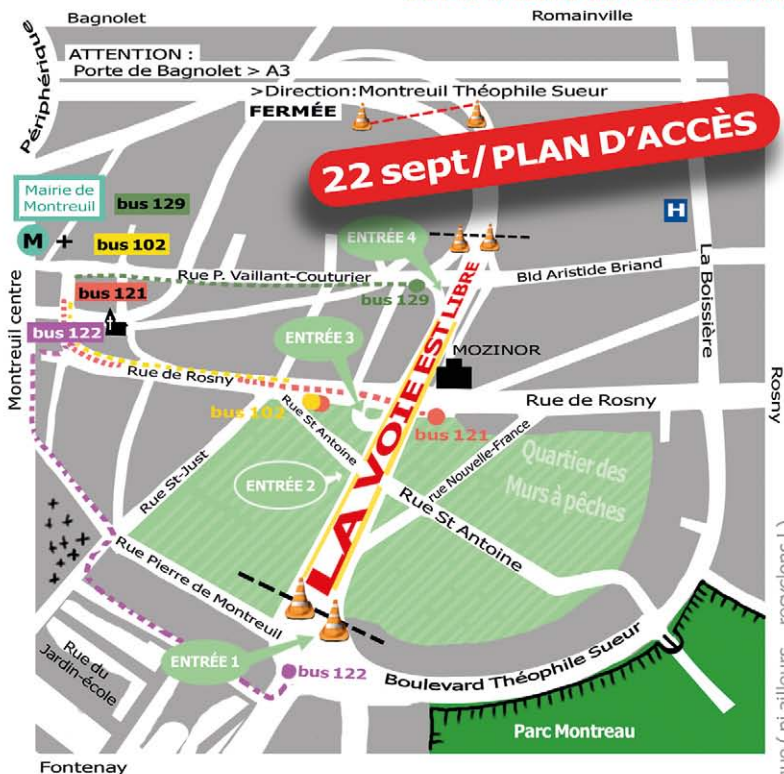 Bagnolet
Romainville
Périphérique
ATTENTION :
Porte de Bagnolet > A3
>Direction:Montreuil Théophile Sueur
FERMÉE
22 sept/PLAN D'ACCÈS
Mairie de
Montreuil
bus 129
M + bus 102
H
ENTRÉE 4
Rue P. Vaillant-Couturier
Bld Aristide Briand
bus 129
bus 121
bus 122
Montreuil centre
La Boissière
LA VOIE EST LIBRE
ENTRÉE 3
MOZINOR
Rue de Rosny
Rue de Rosny
Rosny
bus 102
bus 121
Rue St Antoine
rue Nouvelle-France
Quartier des
Murs à pêches
Rue St-Just
ENTRÉE 2
Rue St Antoine
Rue Pierre de Montreuil
ENTRÉE 1
bus 122
Rue du
Jardin-école
Boulevard Théophile Sueur
Parc Montreau
Fontenay
( ni ailleurs